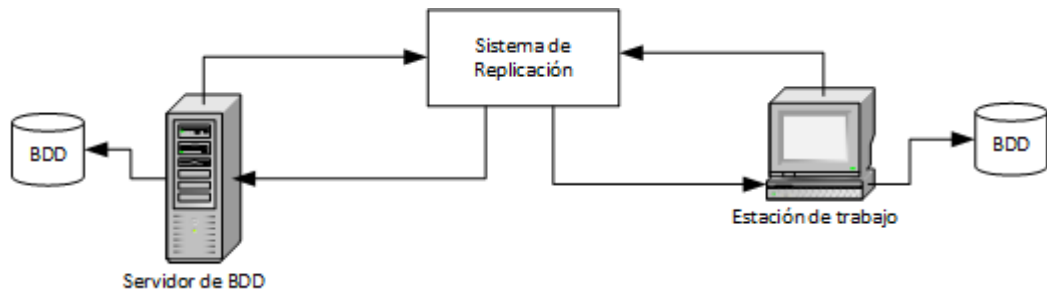 Sistema de
Replicación
BDD
BDD
Estación de trabajo
Servidor de BDD